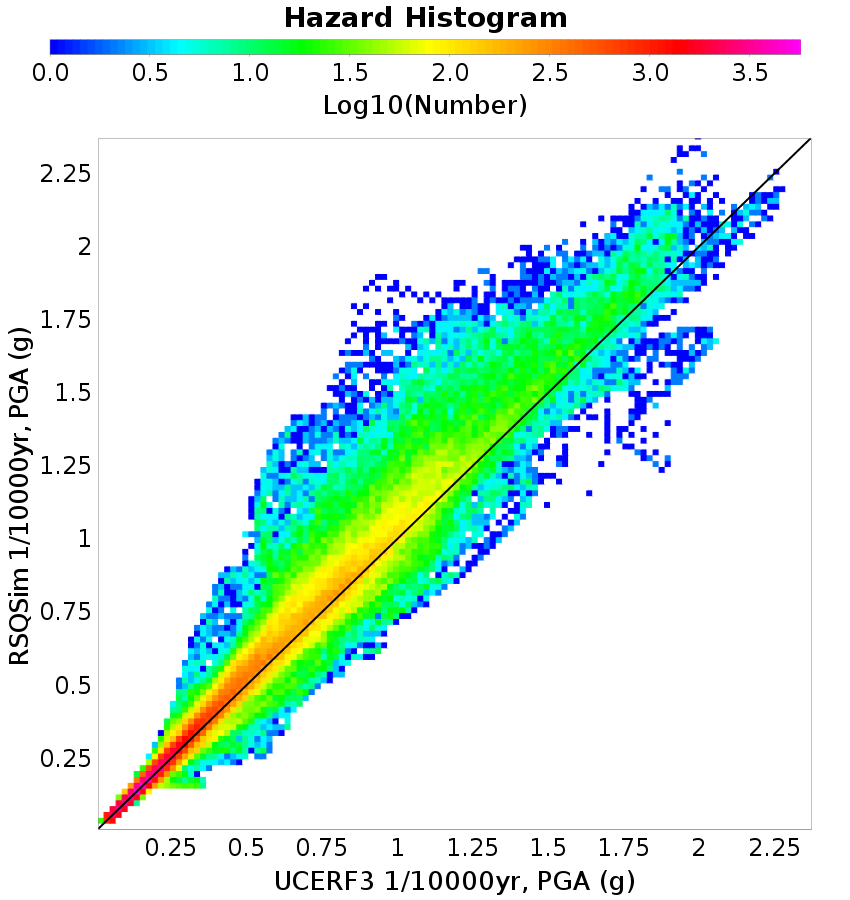 Hazard Histogram
0.0 0.5 1.0 1.5 2.0 2.5 3.0 3.5
Log10(Number)
2.25
2
1.75
1.5
1.25
1
0.75
0.5
0.25
RSQSim 1/10000yr, PGA (g)
0.25 0.5 0.75 1 1.25 1.5 1.75 2 2.25
UCERF3 1/10000yr, PGA (g)